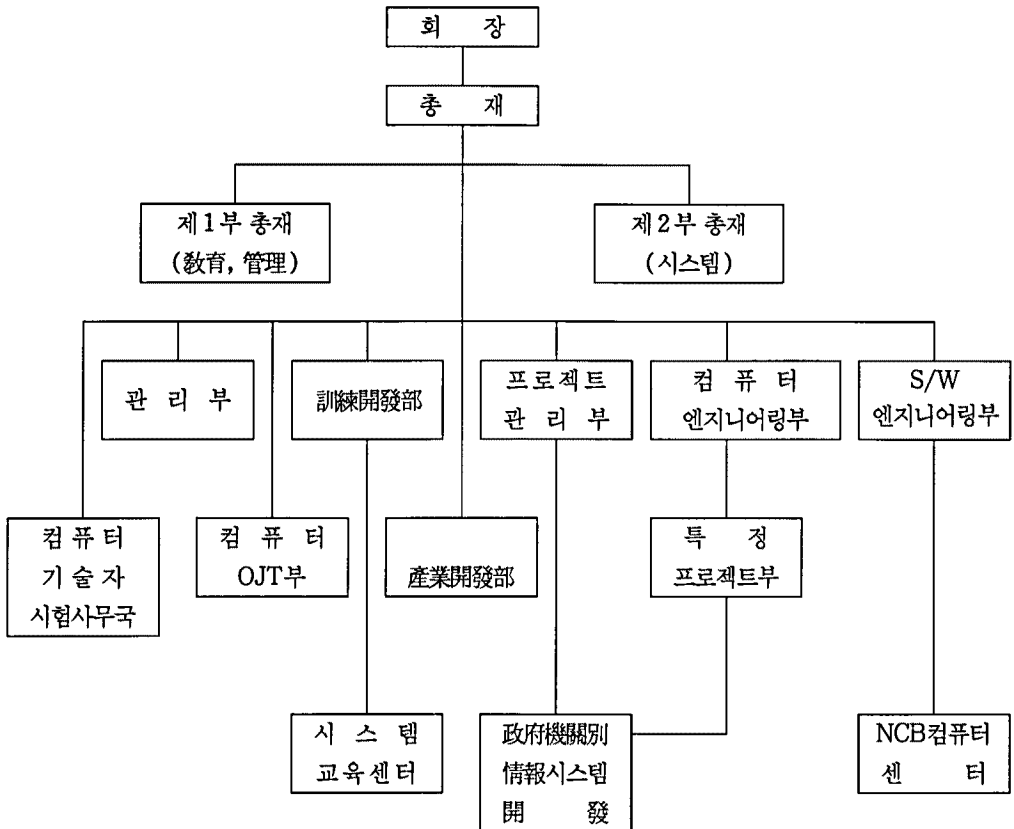 회 장
총 재
제1부 총재
(敎育, 管理)
제2부 총재
(시스템)
관 리 부
訓練開發部
프로젝트
관 리 부
컴 퓨 터
엔지니어링부
S/W
엔지니어링부
컴 퓨 터
기 술 자
시험사무국
컴 퓨 터
OJT부
産業開發部
특 정
프로젝트부
시 스 템
교육센터
政府機關別
情報시스템
開 發
NCB컴퓨터
센 터